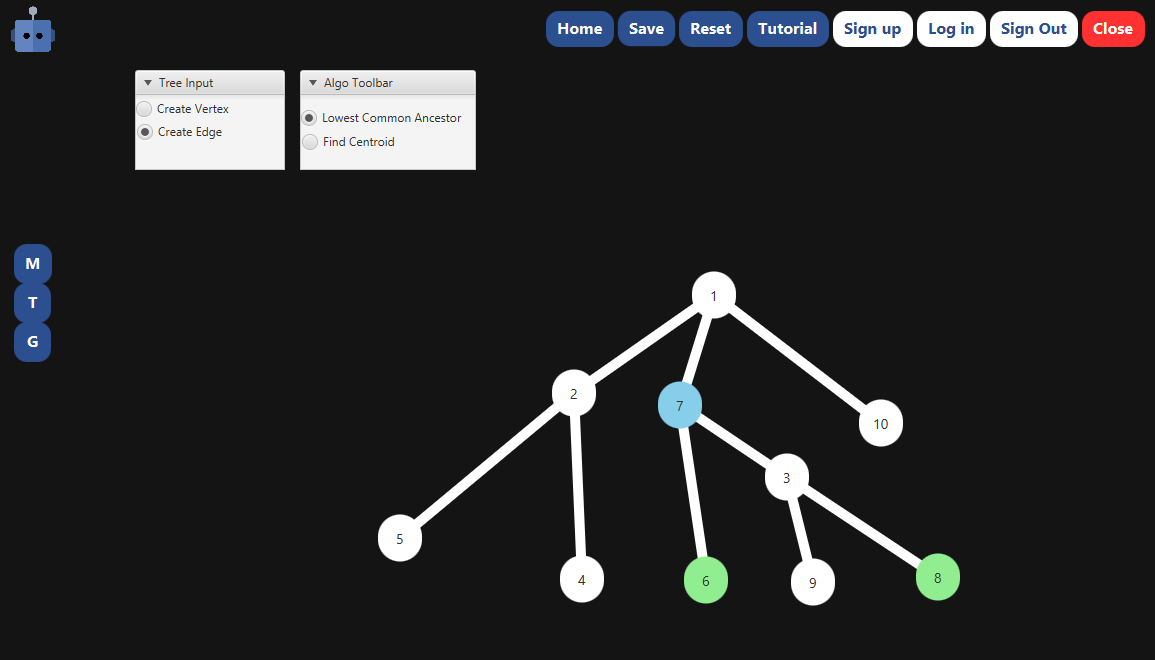 Home Save Reset Tutorial Sign up Log in Sign Out Close
Tree Input
Create Vertex
Create Edge
Algo Toolbar
Lowest Common Ancestor
Find Centroid
M
T
G
1
2
7
10
3
5
4
6
9
8